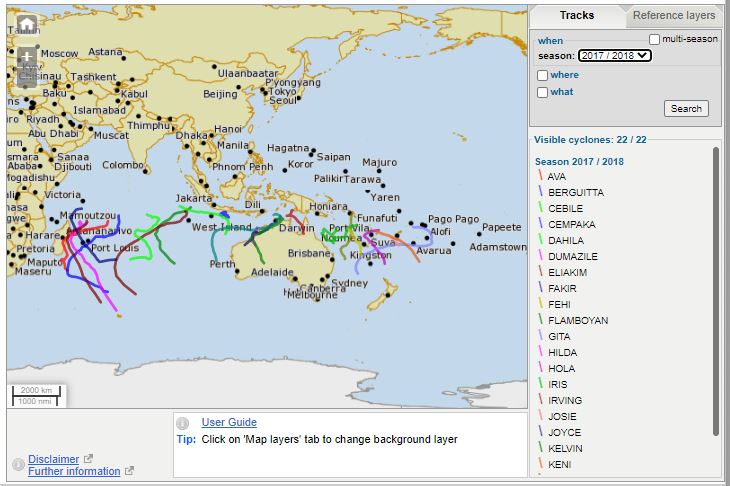 Tracks
Reference layers
when
multi-season
season: 2017 / 2018
where
what
Search
Visible cyclones: 22 / 22
Season 2017 / 2018
AVA
BERGUITTA
CEBILE
CEMPAKA
DAHLIA
DUMAZILE
ELIAKIM
FAKIR
FEHI
FLAMBOYAN
GITA
HILDA
HOLA
IRIS
IRVING
JOSIE
JOYCE
KELVIN
KENI
Moscow
Astana
Ulaanbaatar
P'yongyang
Baku
Tashkent
Kabul
Beijing
Tokyo
Seoul
Islamabad
Riyadh
Abu Dhabi
Muscat
Thimphu
Dhaka
Hanoi
Manila
Hagatna
Saipan
Majuro
Sanaa
Djibouti
Colombo
Phnom Penh
Koror
Palikir
Tarawa
Mogadishu
Victoria
Jakarta
Dili
Honiara
Yaren
Funafuti
Mamoutzou
Antananarivo
West Island
Darwin
Port Vila
Pago Pago
Alofi
Papeete
Harare
Port Louis
Noumea
Suva
Avarua
Adamstown
Pretoria
Maputo
Maseru
Perth
Brisbane
Kingston
Adelaide
Sydney
Canberra
Melbourne
2000 km
1000 nmi
User Guide
Tip: Click on 'Map layers' tab to change background layer
Disclaimer
Further information